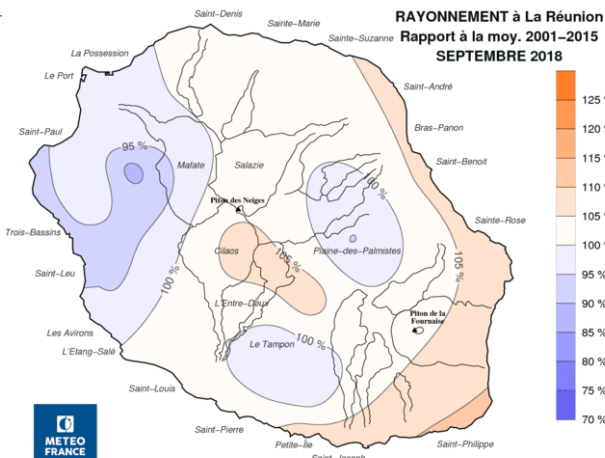 RAYONNEMENT à La Réunion
Rapport à la moy. 2001−2015
SEPTEMBRE 2018
Saint−Denis
Sainte−Marie
Sainte−Suzanne
La Possession
Le Port
Saint−André
Bras−Panon
Saint−Paul
95 %
Mafate
Salazie
Saint−Benoit
100 %
Piton des Neiges
Sainte−Rose
Trois−Bassins
Cilaos
Plaine−des−Palmistes
105 %
105 %
Saint−Leu
100 %
L'Entre−Deux
Piton de la
Fournaise
Les Avirons
L'Etang−Salé
100 %
Le Tampon
Saint−Louis
Saint−Pierre
Petite−Ile
Saint−Joseph
Saint−Philippe
125 %
120 %
115 %
110 %
105 %
100 %
95 %
90 %
85 %
80 %
75 %
70 %
METEO
FRANCE